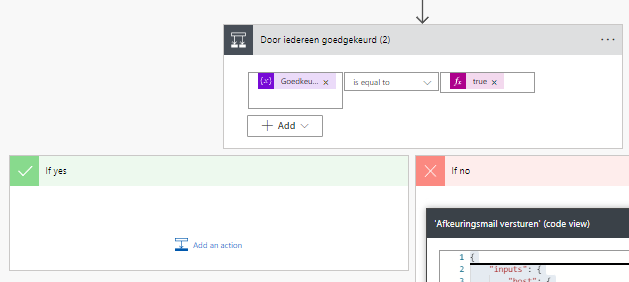 Door iedereen goedgekeurd (2)
{x} Goedkeu... × is equal to fx true ×
+ Add
If yes
If no
Add an action
'Afkeuringsmail versturen' (code view)
1 {
2 "inputs": {
3 "host": {